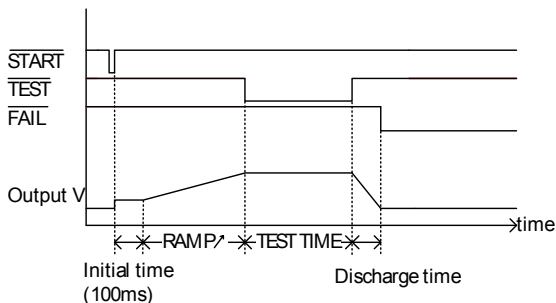 START
TEST
FAIL
Output V
time
RAMP↗ TEST TIME
Initial time
(100ms)
Discharge time